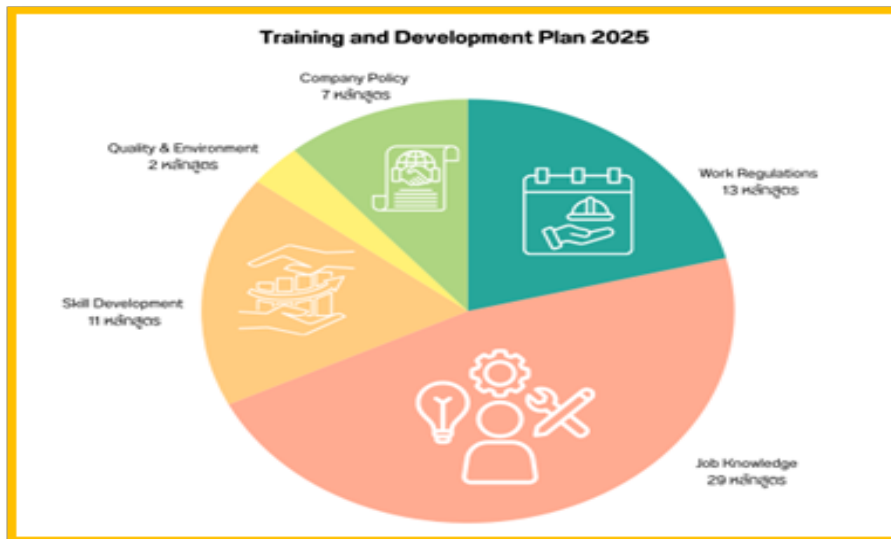 Training and Development Plan 2025
Company Policy
7 หลักสูตร
Quality & Environment
2 หลักสูตร
Work Regulations
13 หลักสูตร
Skill Development
11 หลักสูตร
Job Knowledge
29 หลักสูตร